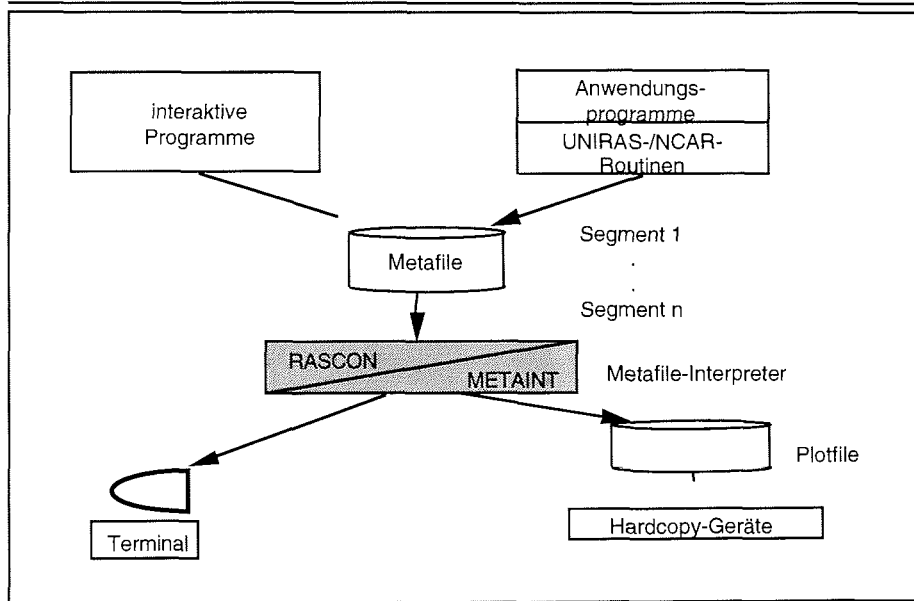 interaktive
Programme
Anwendungs-
programme
UNIRAS-/NCAR-
Routinen
Metafile
Segment 1
.
.
Segment n
RASCON
METAINT
Metafile-Interpreter
Plotfile
Terminal
Hardcopy-Geräte